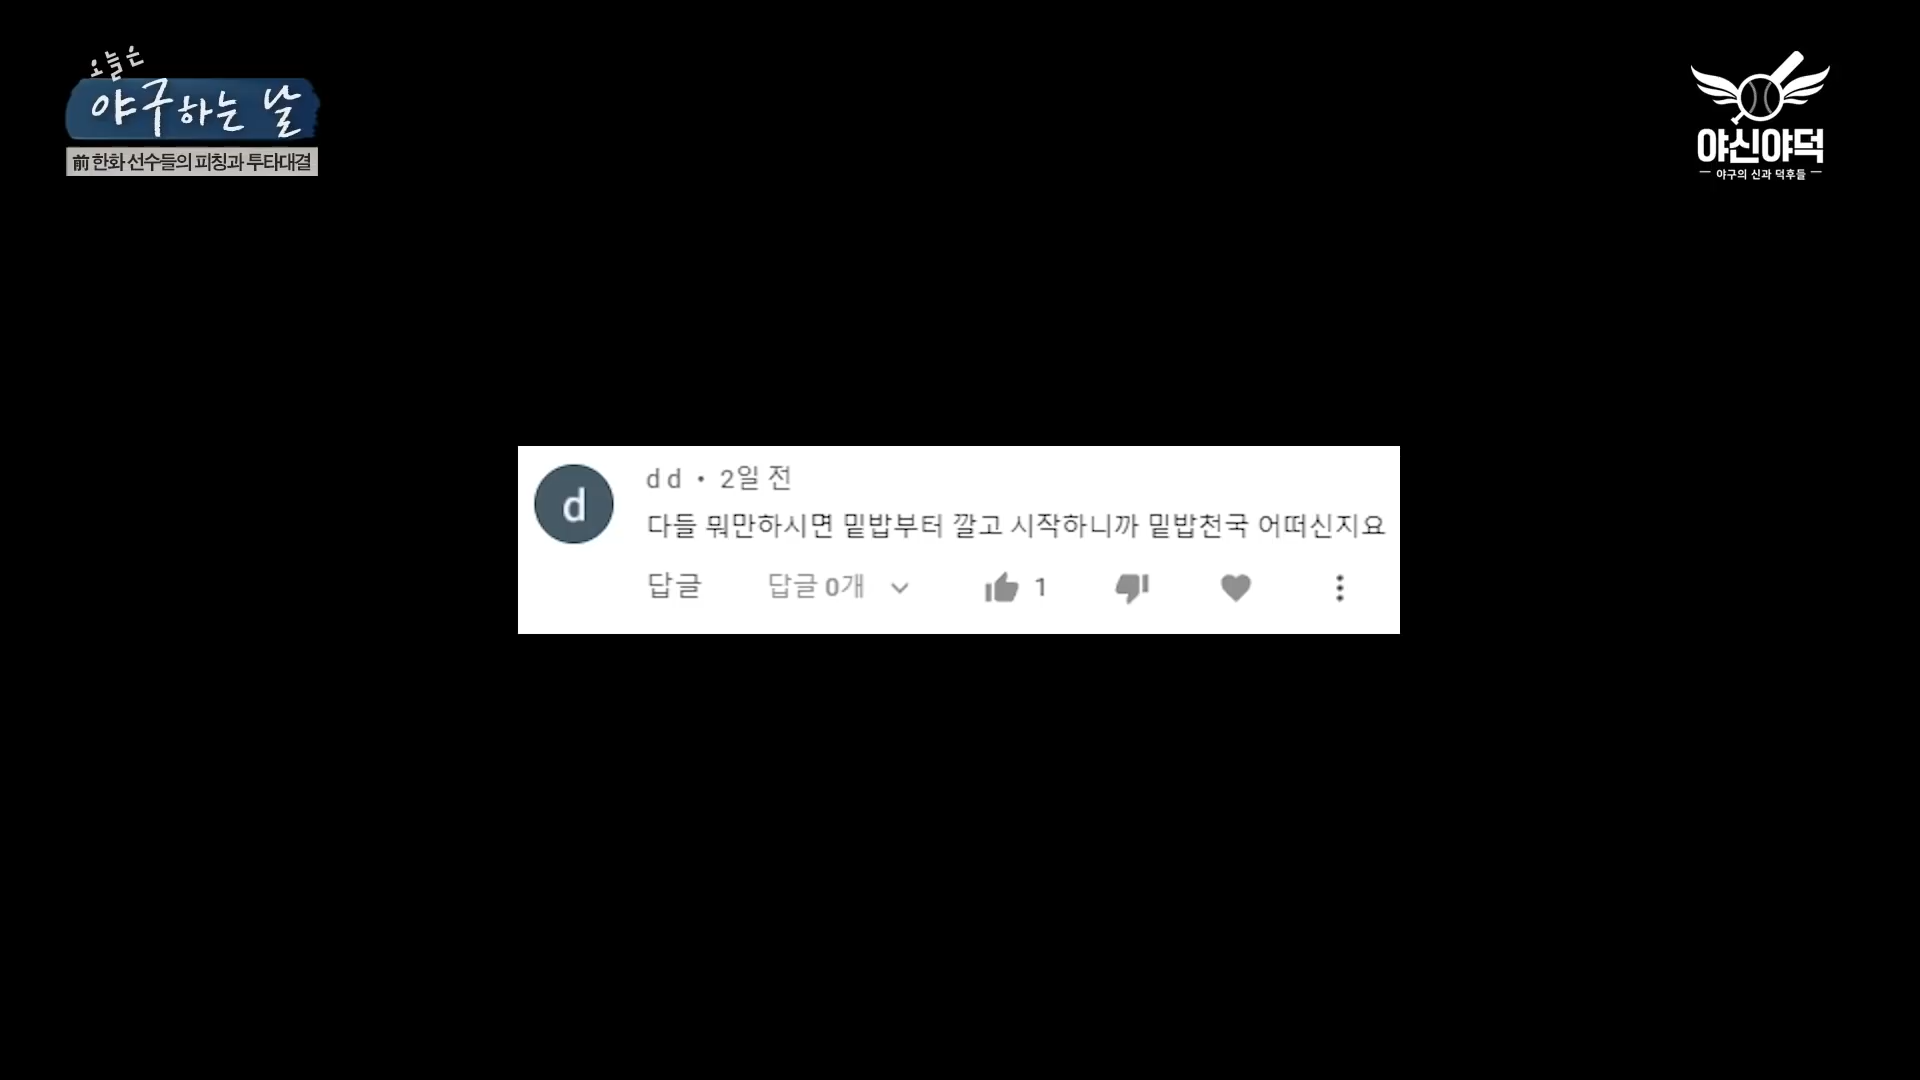 오늘은
야구하는 날
前 한화 선수들의 피칭과 투타대결
야신야덕
야구의 신과 덕후들
d
d d • 2일 전
다들 뭐만하시면 밑밥부터 깔고 시작하니까 밑밥천국 어떠신지요
답글 답글 0개 1